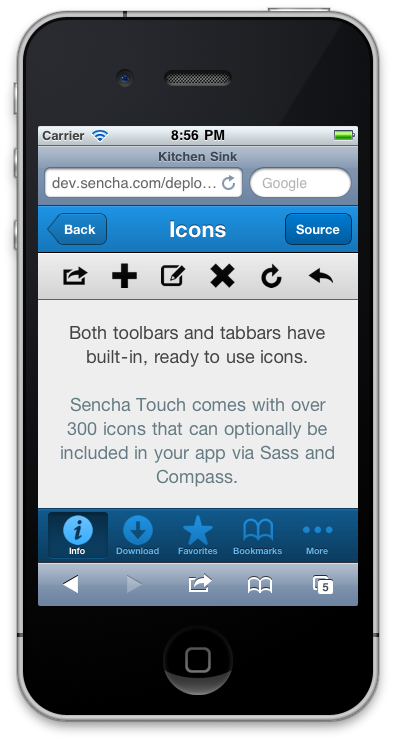 Carrier 8:56 PM
Kitchen Sink
dev.sencha.com/deplo... Google
Back Icons Source
Both toolbars and tabbars have
built-in, ready to use icons.
Sencha Touch comes with over
300 icons that can optionally be
included in your app via Sass and
Compass.
Info Download Favorites Bookmarks More
5